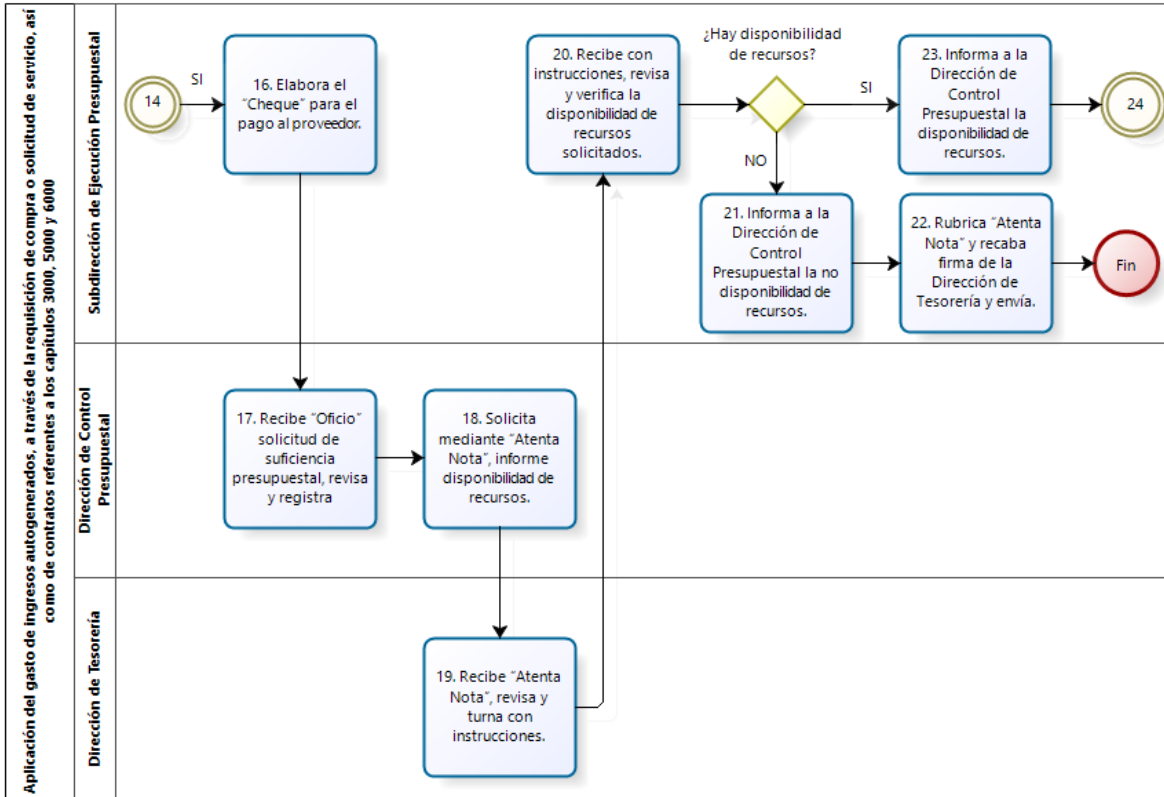 Aplicación del gasto de ingresos autogenerados, a través de la requisición de compra o solicitud de servicio, así
como de contratos referentes a los capítulos 3000, 5000 y 6000
Subdirección de Ejecución Presupuestal
14
SI
16. Elabora el
“Cheque” para el
pago al proveedor.
20. Recibe con
instrucciones, revisa
y verifica la
disponibilidad de
recursos
solicitados.
¿Hay disponibilidad
de recursos?
SI
NO
23. Informa a la
Dirección de
Control
Presupuestal la
disponibilidad de
recursos.
24
21. Informa a la
Dirección de
Control
Presupuestal la no
disponibilidad de
recursos.
22. Rubrica “Atenta
Nota” y recaba
firma de la
Dirección de
Tesorería y envía.
Fin
Dirección de Control
Presupuestal
17. Recibe “Oficio”
solicitud de
suficiencia
presupuestal, revisa
y registra
18. Solicita
mediante “Atenta
Nota”, informe
disponibilidad de
recursos.
Dirección de Tesorería
19. Recibe “Atenta
Nota”, revisa y
turna con
instrucciones.